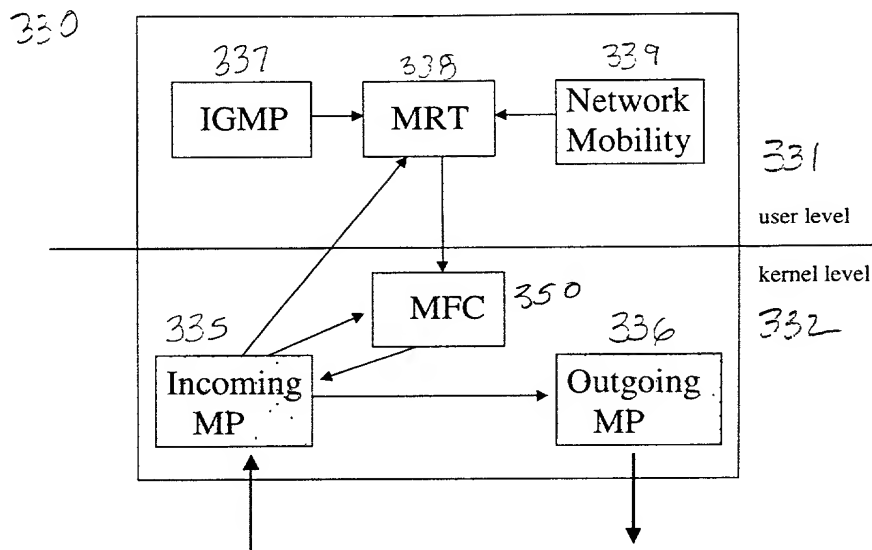 330
337
338
339
IGMP
MRT
Network
Mobility
331
user level
kernel level
MFC
350
332
335
336
Incoming
MP
Outgoing
MP